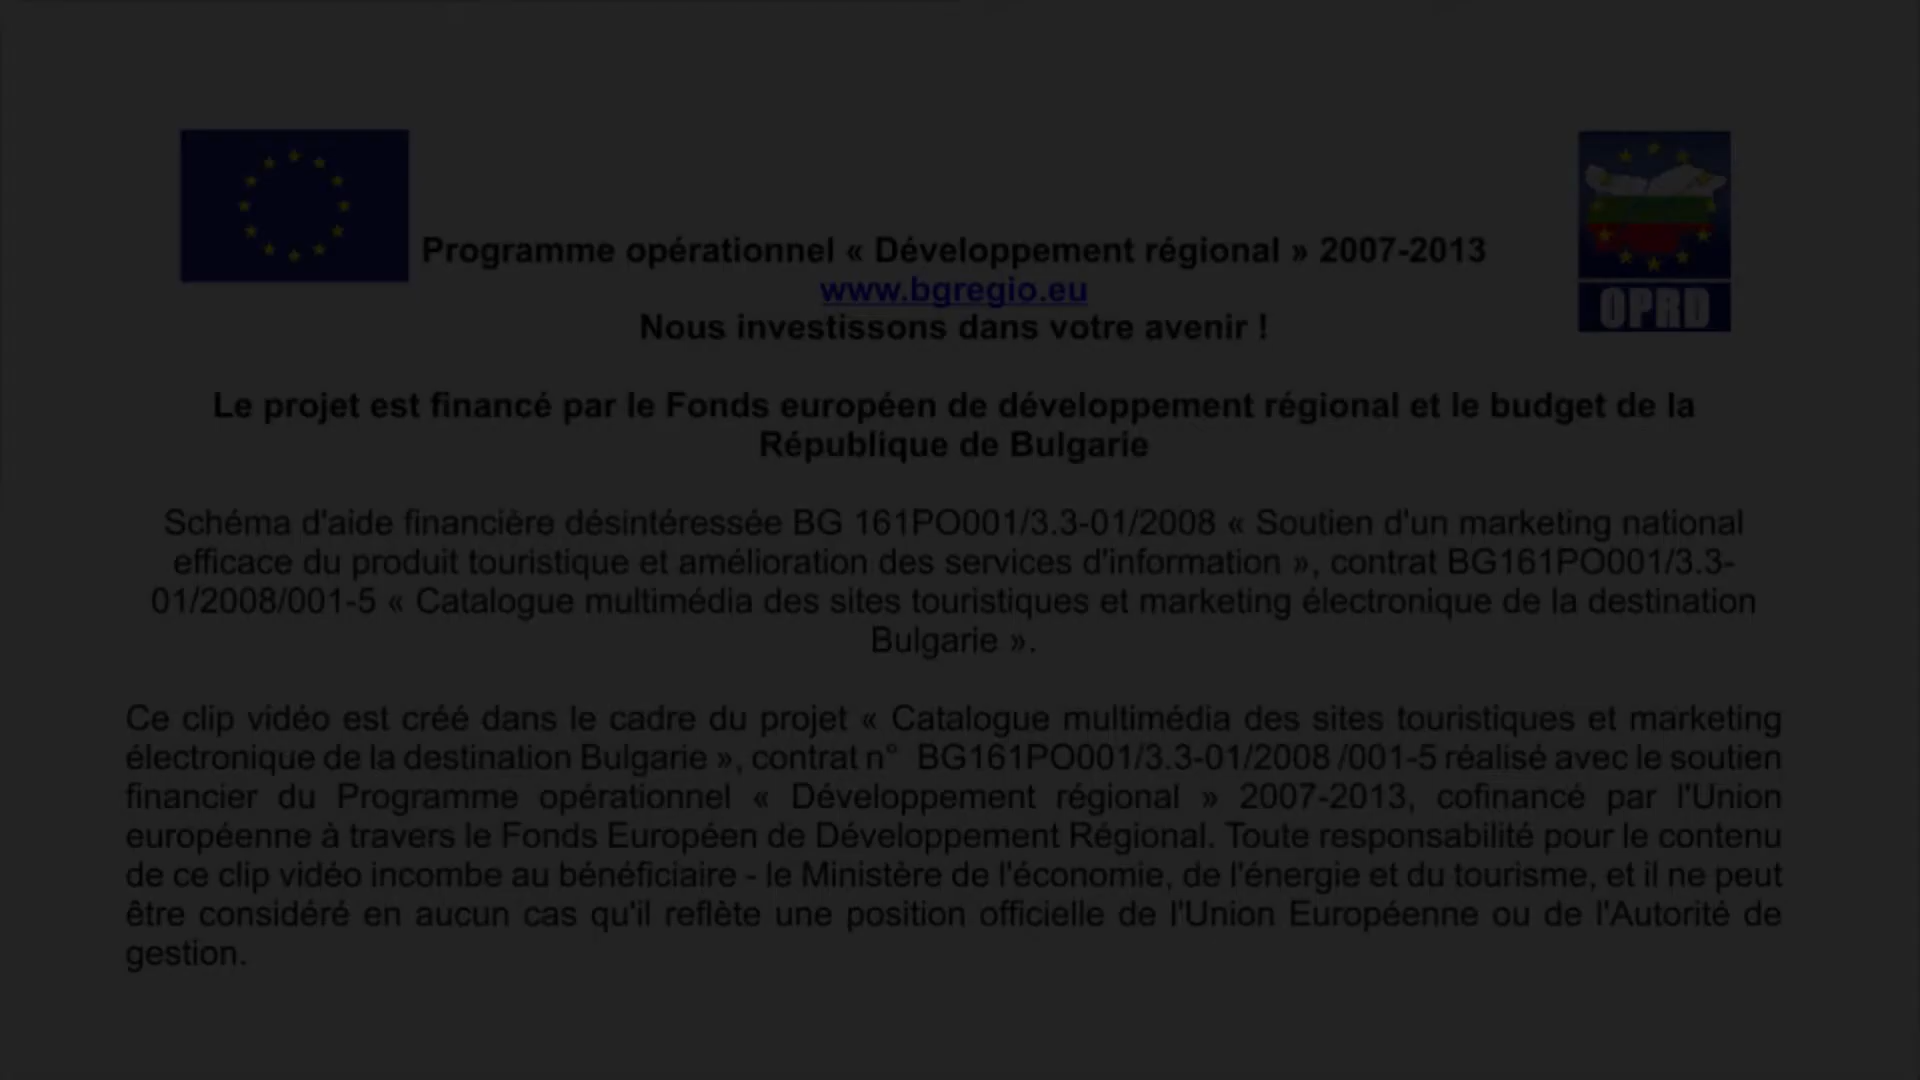 Programme opérationnel « Développement régional » 2007-2013
www.bgregio.eu
Nous investissons dans votre avenir !
OPRD
Le projet est financé par le Fonds européen de développement régional et le budget de la
République de Bulgarie
Schéma d'aide financière désintéressée BG 161PO001/3.3-01/2008 « Soutien d'un marketing national
efficace du produit touristique et amélioration des services d'information », contrat BG161PO001/3.3-
01/2008/001-5 « Catalogue multimédia des sites touristiques et marketing électronique de la destination
Bulgarie ».
Ce clip vidéo est créé dans le cadre du projet « Catalogue multimédia des sites touristiques et marketing
électronique de la destination Bulgarie », contrat n° BG161PO001/3.3-01/2008 /001-5 réalisé avec le soutien
financier du Programme opérationnel « Développement régional » 2007-2013, cofinancé par l'Union
européenne à travers le Fonds Européen de Développement Régional. Toute responsabilité pour le contenu
de ce clip vidéo incombe au bénéficiaire - le Ministère de l'économie, de l'énergie et du tourisme, et il ne peut
être considéré en aucun cas qu'il reflète une position officielle de l'Union Européenne ou de l'Autorité de
gestion.